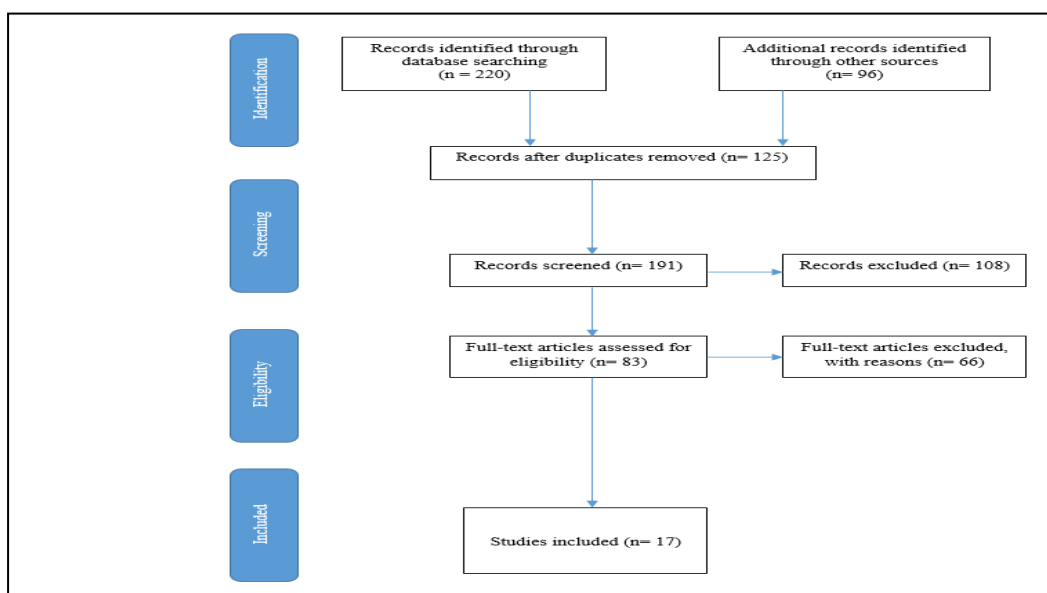 Identification
Records identified through
database searching
(n = 220)
Additional records identified
through other sources
(n= 96)
Records after duplicates removed (n= 125)
Screening
Records screened (n= 191)
Records excluded (n= 108)
Eligibility
Full-text articles assessed for
eligibility (n= 83)
Full-text articles excluded,
with reasons (n= 66)
Included
Studies included (n= 17)